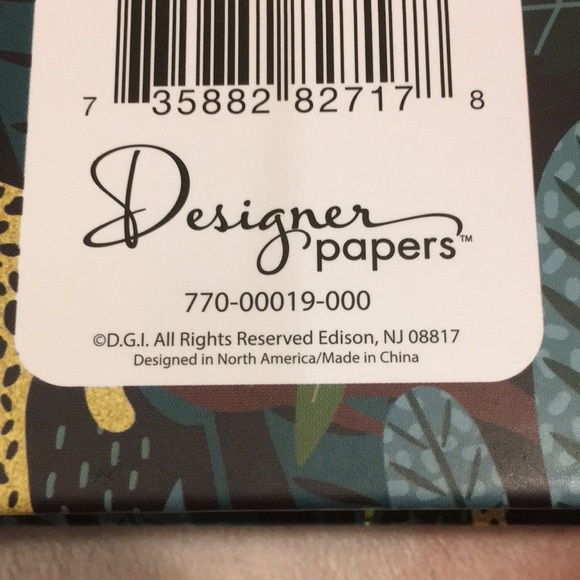 7 35882 82717 8
Designer
papers™
770-00019-000
©D.G.I. All Rights Reserved Edison, NJ 08817
Designed in North America/Made in China